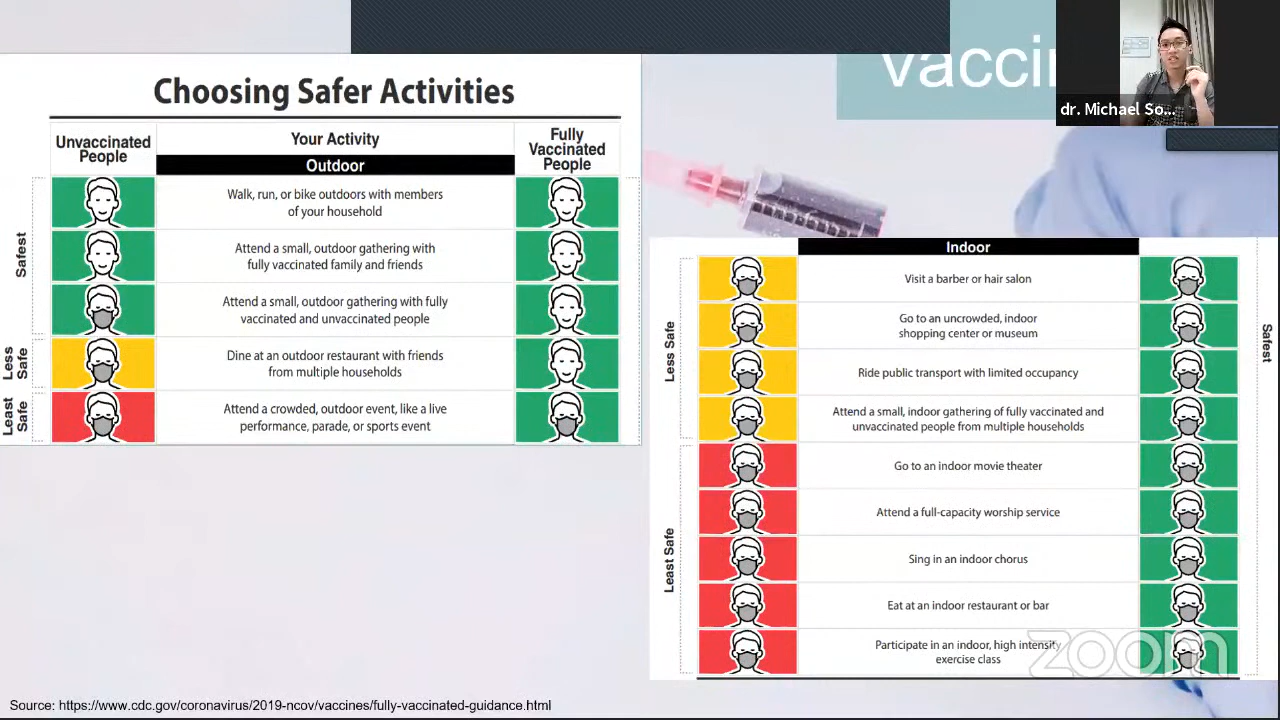 vaccin
dr. Michael So...
Choosing Safer Activities
Unvaccinated
People
Your Activity
Fully
Vaccinated
People
Outdoor
Safest
Walk, run, or bike outdoors with members
of your household
Attend a small, outdoor gathering with
fully vaccinated family and friends
Attend a small, outdoor gathering with fully
vaccinated and unvaccinated people
Less
Safe
Dine at an outdoor restaurant with friends
from multiple households
Least
Safe
Attend a crowded, outdoor event, like a live
performance, parade, or sports event
Indoor
Less Safe
Safest
Visit a barber or hair salon
Go to an uncrowded, indoor
shopping center or museum
Ride public transport with limited occupancy
Attend a small, indoor gathering of fully vaccinated and
unvaccinated people from multiple households
Least Safe
Go to an indoor movie theater
Attend a full-capacity worship service
Sing in an indoor chorus
Eat at an indoor restaurant or bar
Participate in an indoor, high intensity
exercise class
zoom
Source: https://www.cdc.gov/coronavirus/2019-ncov/vaccines/fully-vaccinated-guidance.html